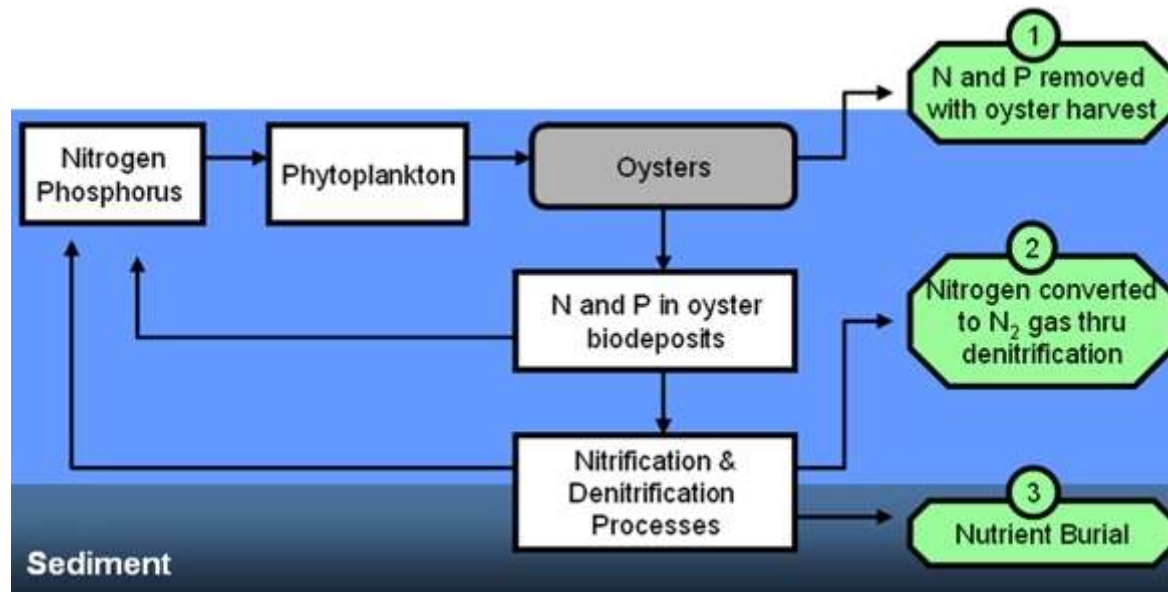 1
N and P removed
with oyster harvest
Nitrogen
Phosphorus
Phytoplankton
Oysters
2
Nitrogen converted
to N₂ gas thru
denitrification
N and P in oyster
biodeposits
Nitrification &
Denitrification
Processes
3
Nutrient Burial
Sediment